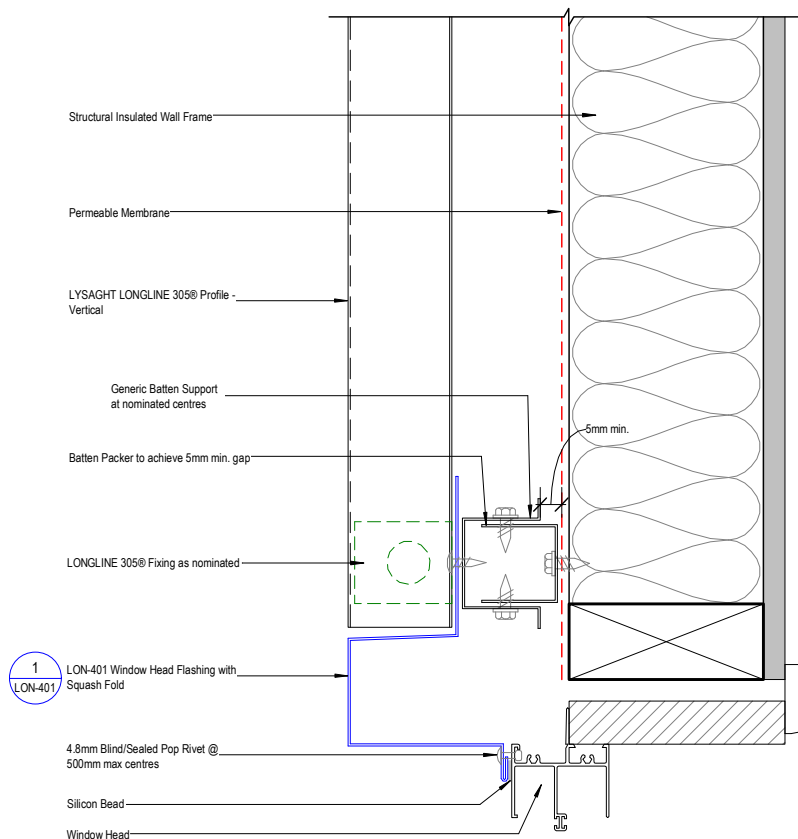 Structural Insulated Wall Frame
Permeable Membrane
LYSAGHT LONGLINE 305® Profile -
Vertical
Generic Batten Support
at nominated centres
5mm min.
Batten Packer to achieve 5mm min. gap
LONGLINE 305® Fixing as nominated
1
LON-401
LON-401 Window Head Flashing with
Squash Fold
4.8mm Blind/Sealed Pop Rivet @
500mm max centres
Silicon Bead
Window Head